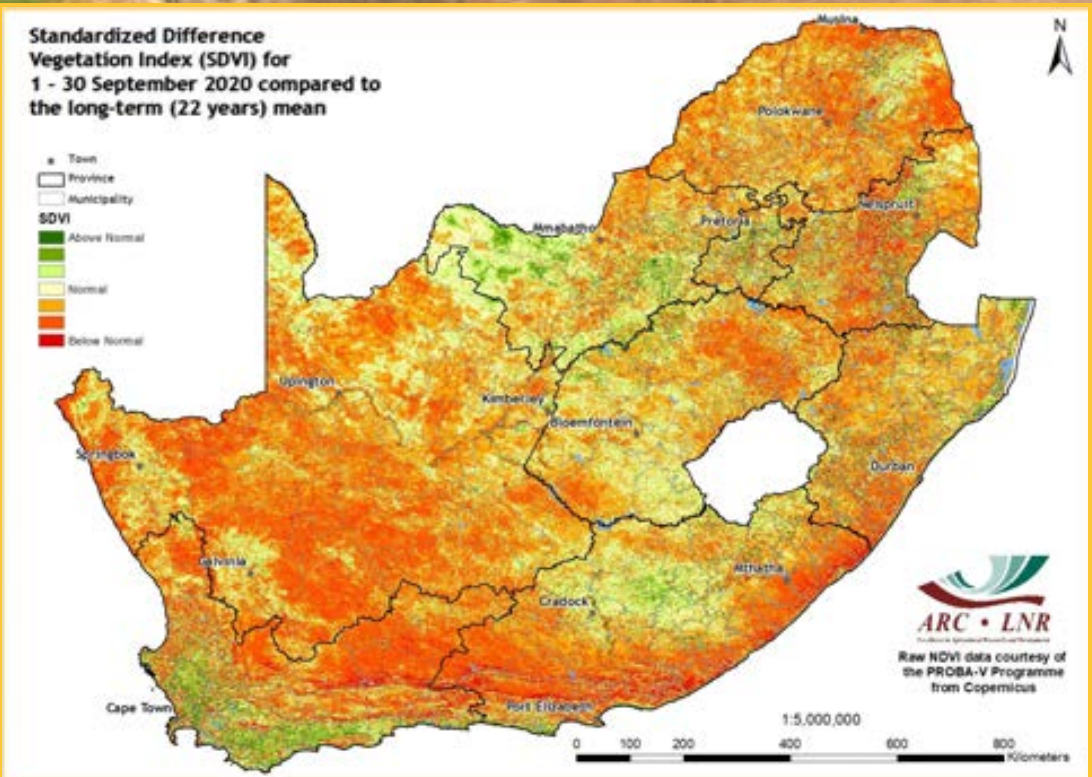 Standardized Difference
Vegetation Index (SDVI) for
1 - 30 September 2020 compared to
the long-term (22 years) mean
Town
Province
Municipality
SDVI
Above Normal
Normal
Below Normal
N
Musina
Polokwane
Nelspruit
Pretoria
Mmabatho
Upington
Kimberley
Bloemfontein
Springbok
Durban
Calvinia
Mthatha
Cradock
Cape Town
Port Elizabeth
ARC • LNR
Raw NDVI data courtesy of
the PROBA-V Programme
from Copernicus
1:5,000,000
0 100 200 400 600 800
Kilometers